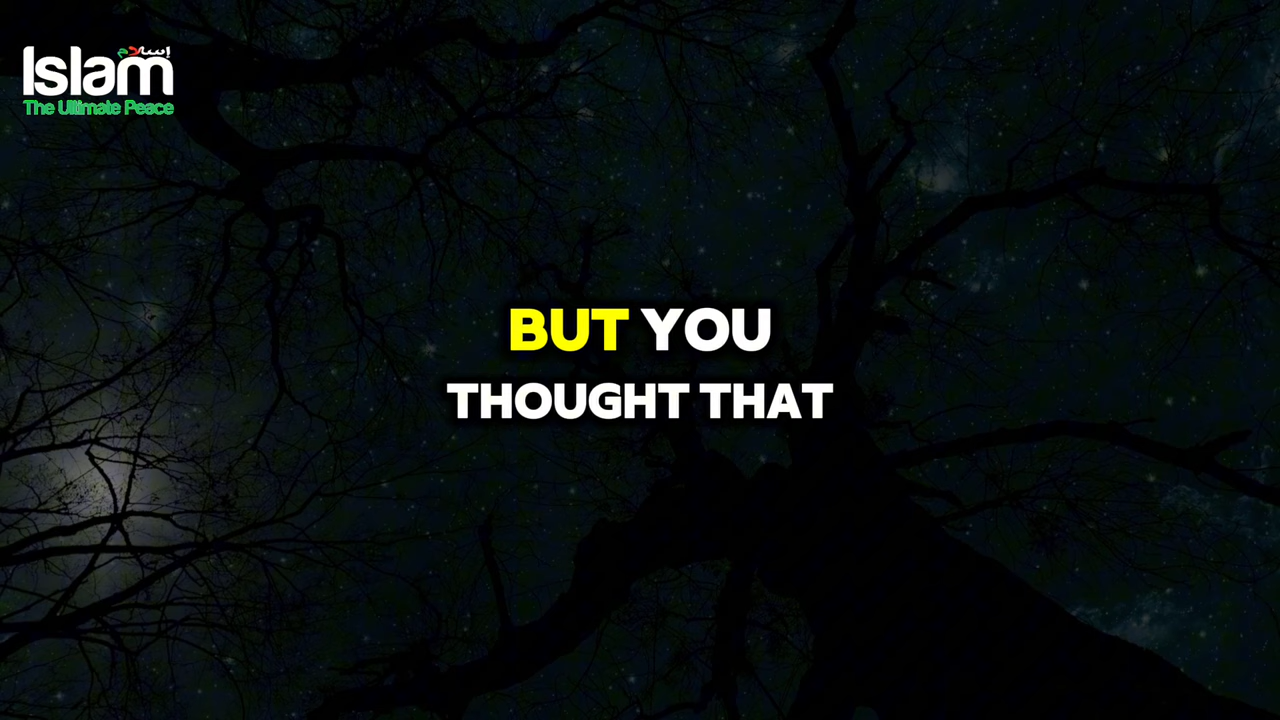 إسلام
Islam
The Ultimate Peace
BUT YOU
THOUGHT THAT